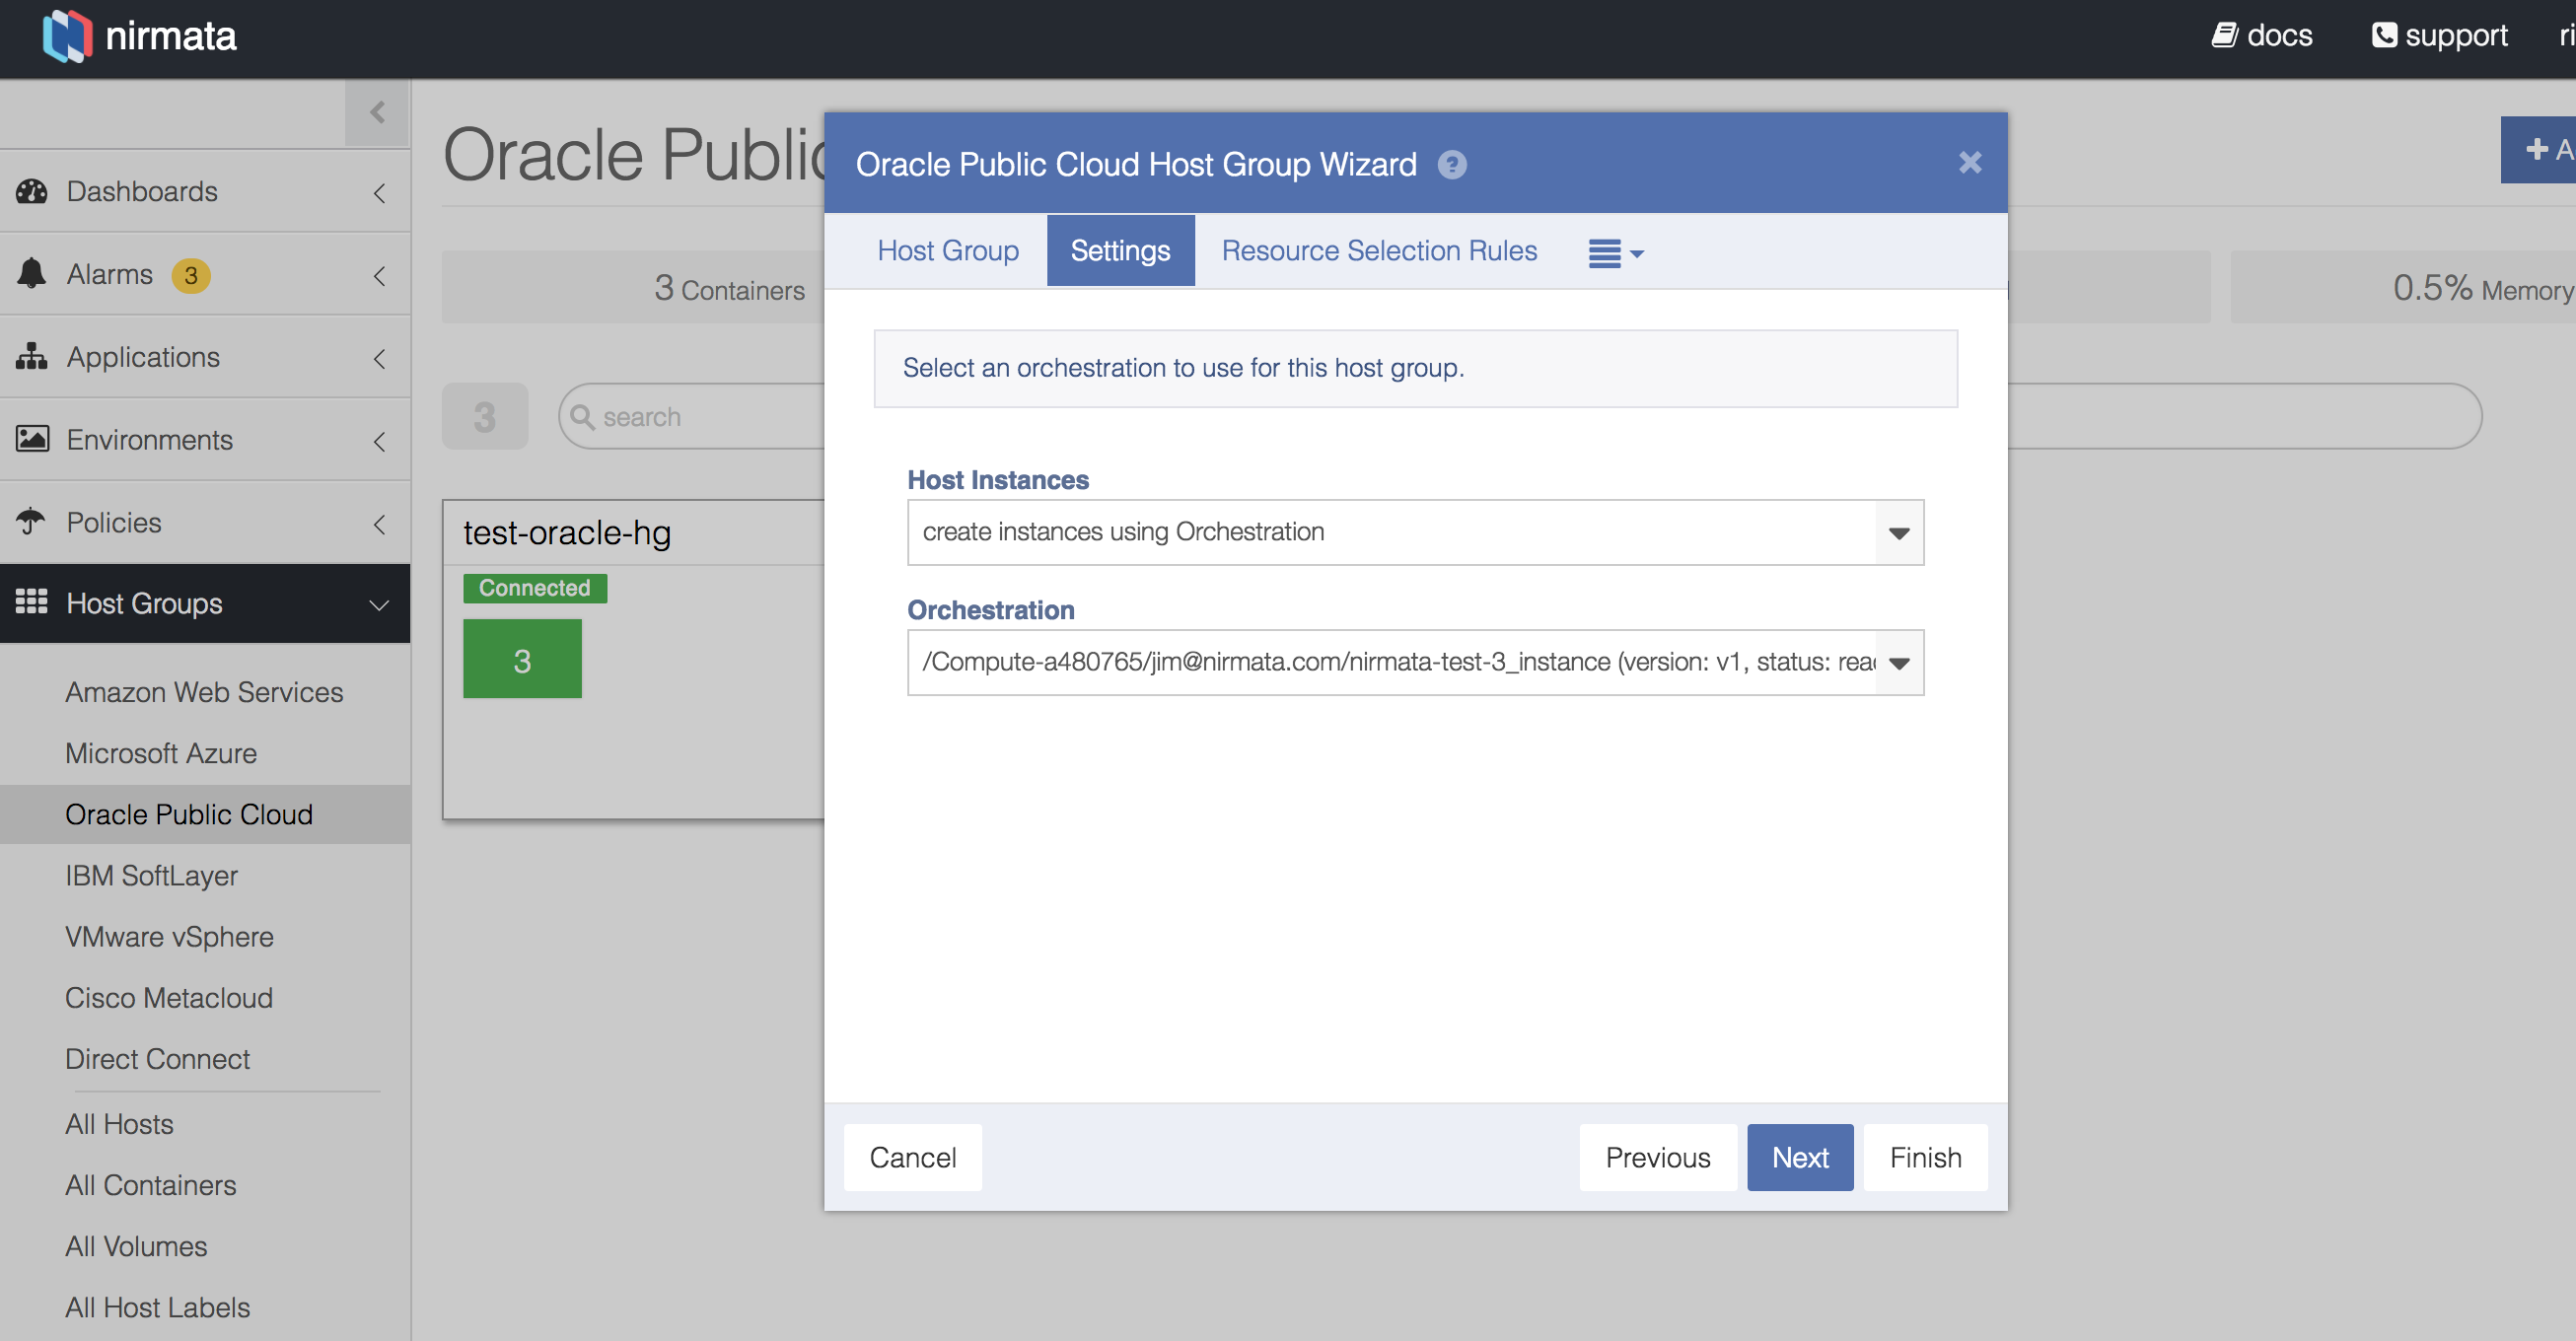 nirmata
docs
support
Dashboards
Alarms 3
Applications
Environments
Policies
Host Groups
Amazon Web Services
Microsoft Azure
Oracle Public Cloud
IBM SoftLayer
VMware vSphere
Cisco Metacloud
Direct Connect
All Hosts
All Containers
All Volumes
All Host Labels
Oracle Public
3 Containers
0.5% Memory
3
search
test-oracle-hg
Connected
3
Oracle Public Cloud Host Group Wizard
Host Group
Settings
Resource Selection Rules
Select an orchestration to use for this host group.
Host Instances
create instances using Orchestration
Orchestration
/Compute-a480765/jim@nirmata.com/nirmata-test-3_instance (version: v1, status:
Cancel
Previous
Next
Finish